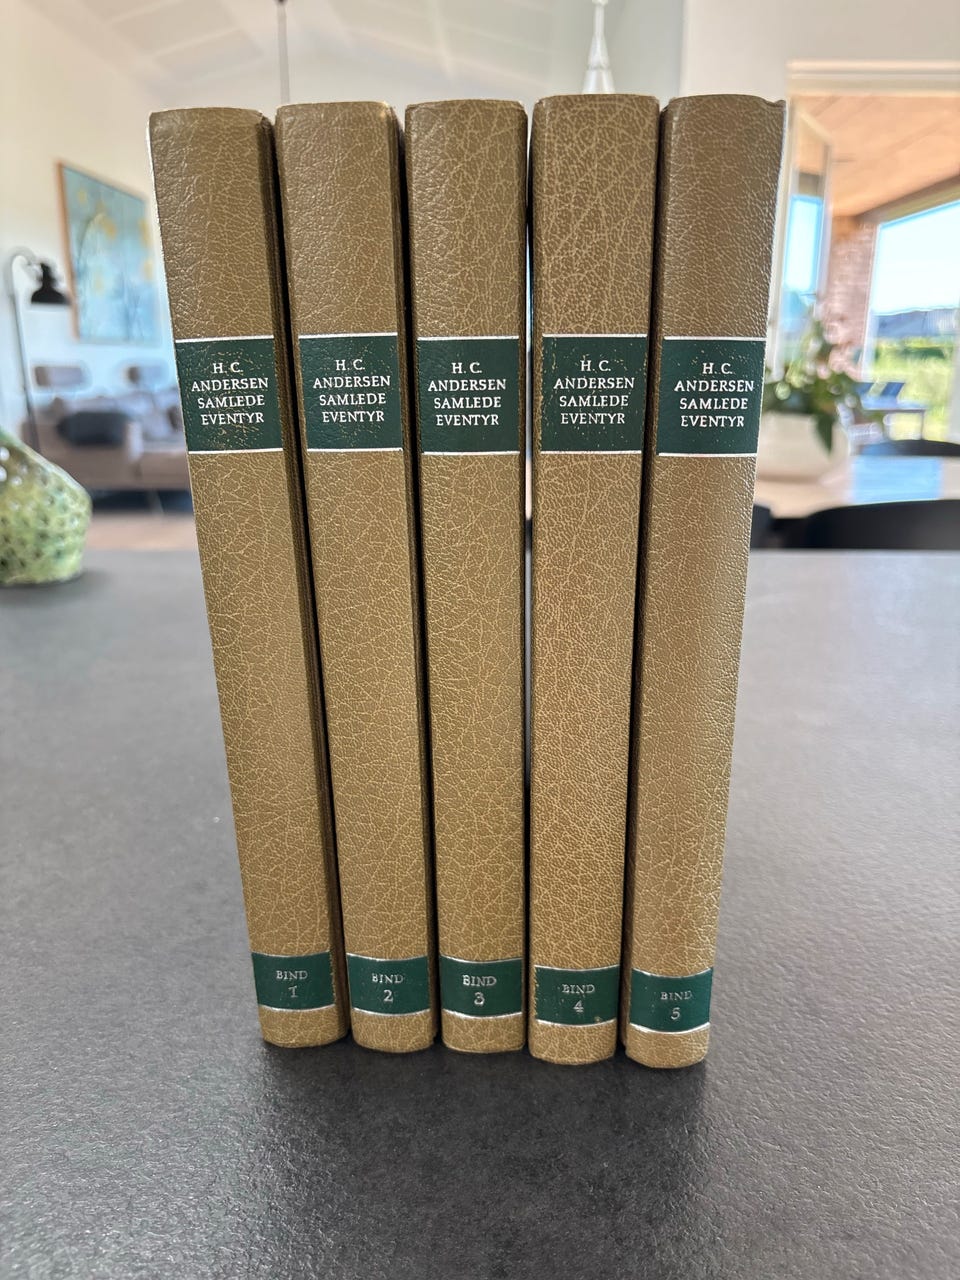 H. C.
ANDERSEN
SAMLEDE
EVENTYR
BIND
1
H. C.
ANDERSEN
SAMLEDE
EVENTYR
BIND
2
H. C.
ANDERSEN
SAMLEDE
EVENTYR
BIND
3
H. C.
ANDERSEN
SAMLEDE
EVENTYR
BIND
4
H. C.
ANDERSEN
SAMLEDE
EVENTYR
BIND
5